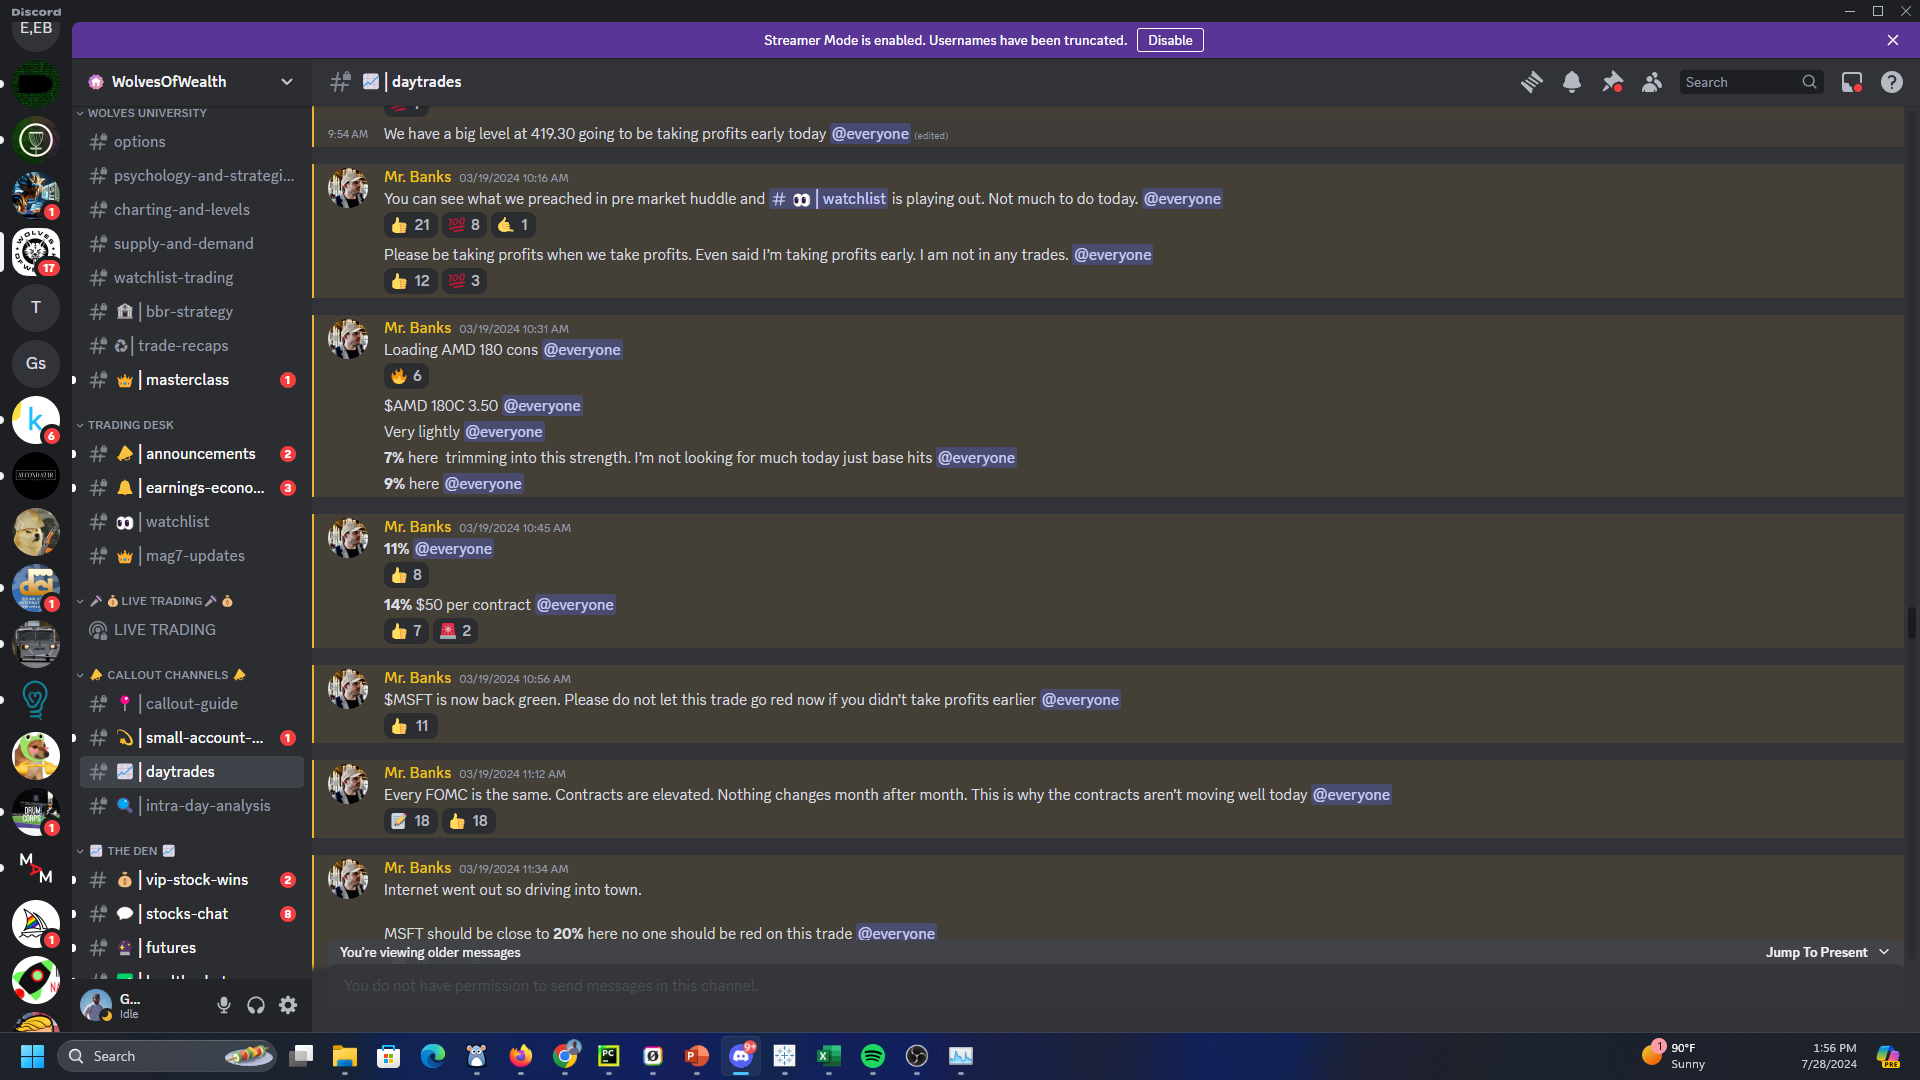 Discord
E,EB
Streamer Mode is enabled. Usernames have been truncated. Disable
WolvesOfWealth
| daytrades
Search
WOLVES UNIVERSITY
options
psychology-and-strategi...
charting-and-levels
supply-and-demand
watchlist-trading
| bbr-strategy
| trade-recaps
| masterclass 1
TRADING DESK
| announcements 2
| earnings-econo... 3
| watchlist
| mag7-updates
LIVE TRADING
LIVE TRADING
CALLOUT CHANNELS
| callout-guide
| small-account-... 1
| daytrades
| intra-day-analysis
THE DEN
| vip-stock-wins 2
| stocks-chat 8
| futures
1
WOLVES
17
T
Gs
k
6
SECOND STAR
dci
1
DRUM CORPS
1
M A M
1
G...
Idle
9:54 AM We have a big level at 419.30 going to be taking profits early today @everyone (edited)
Mr. Banks 03/19/2024 10:16 AM
You can see what we preached in pre market huddle and # 👀 | watchlist is playing out. Not much to do today. @everyone
👍 21 💯 8 🤙 1
Please be taking profits when we take profits. Even said I'm taking profits early. I am not in any trades. @everyone
👍 12 💯 3
Mr. Banks 03/19/2024 10:31 AM
Loading AMD 180 cons @everyone
🔥 6
$AMD 180C 3.50 @everyone
Very lightly @everyone
7% here trimming into this strength. I'm not looking for much today just base hits @everyone
9% here @everyone
Mr. Banks 03/19/2024 10:45 AM
11% @everyone
👍 8
14% $50 per contract @everyone
👍 7 🚨 2
Mr. Banks 03/19/2024 10:56 AM
$MSFT is now back green. Please do not let this trade go red now if you didn't take profits earlier @everyone
👍 11
Mr. Banks 03/19/2024 11:12 AM
Every FOMC is the same. Contracts are elevated. Nothing changes month after month. This is why the contracts aren't moving well today @everyone
📝 18 👍 18
Mr. Banks 03/19/2024 11:34 AM
Internet went out so driving into town.
MSFT should be close to 20% here no one should be red on this trade @everyone
You're viewing older messages Jump To Present
You do not have permission to send messages in this channel.
Search
PC
9+
1
90°F
Sunny
1:56 PM
7/28/2024
PRE